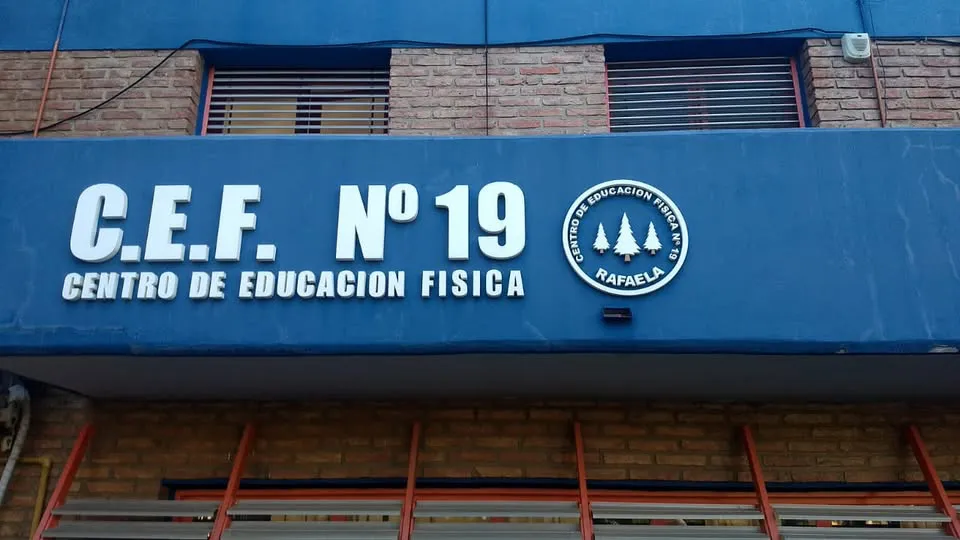 C.E.F. Nº 19
CENTRO DE EDUCACION FISICA
CENTRO DE EDUCACION FISICA Nº 19
RAFAELA